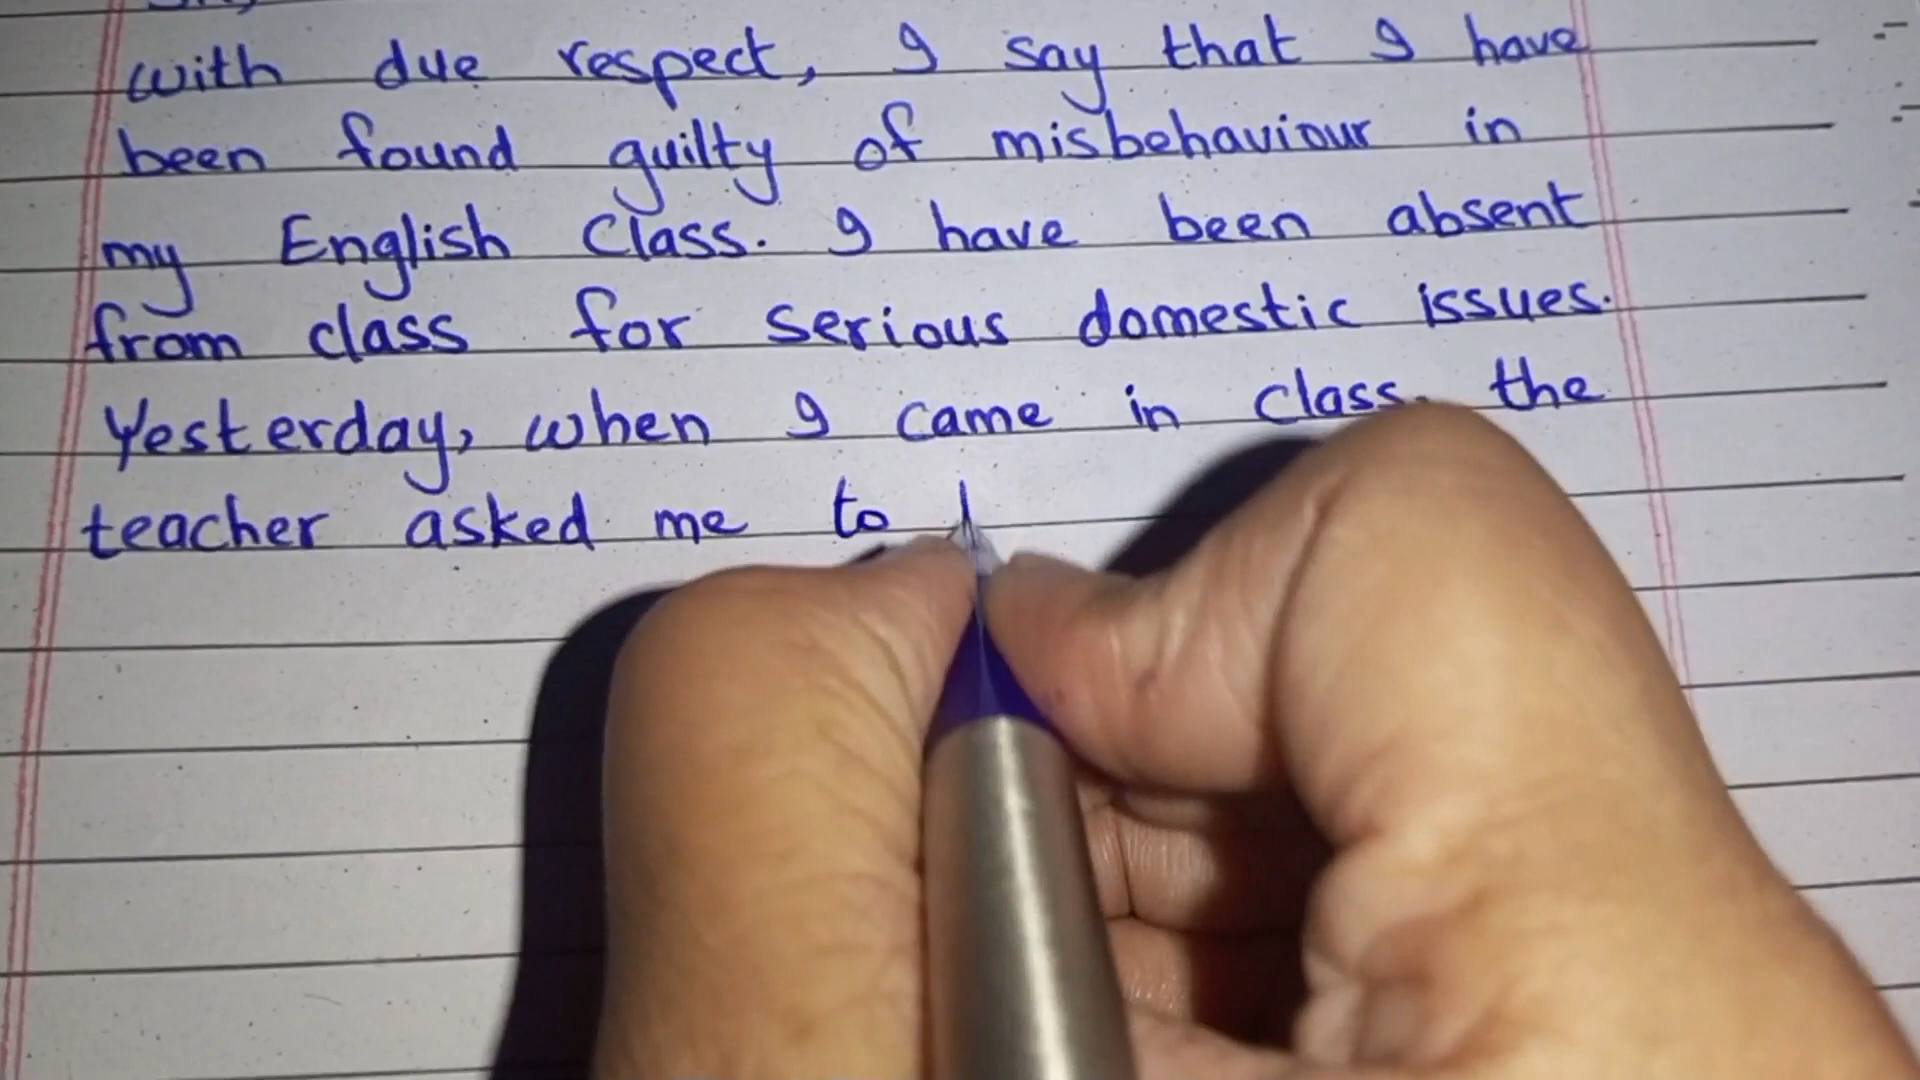 with due respect, I say that I have
been found guilty of misbehaviour in
my English Class. I have been absent
from class for serious domestic issues.
Yesterday, when I came in class, the
teacher asked me to